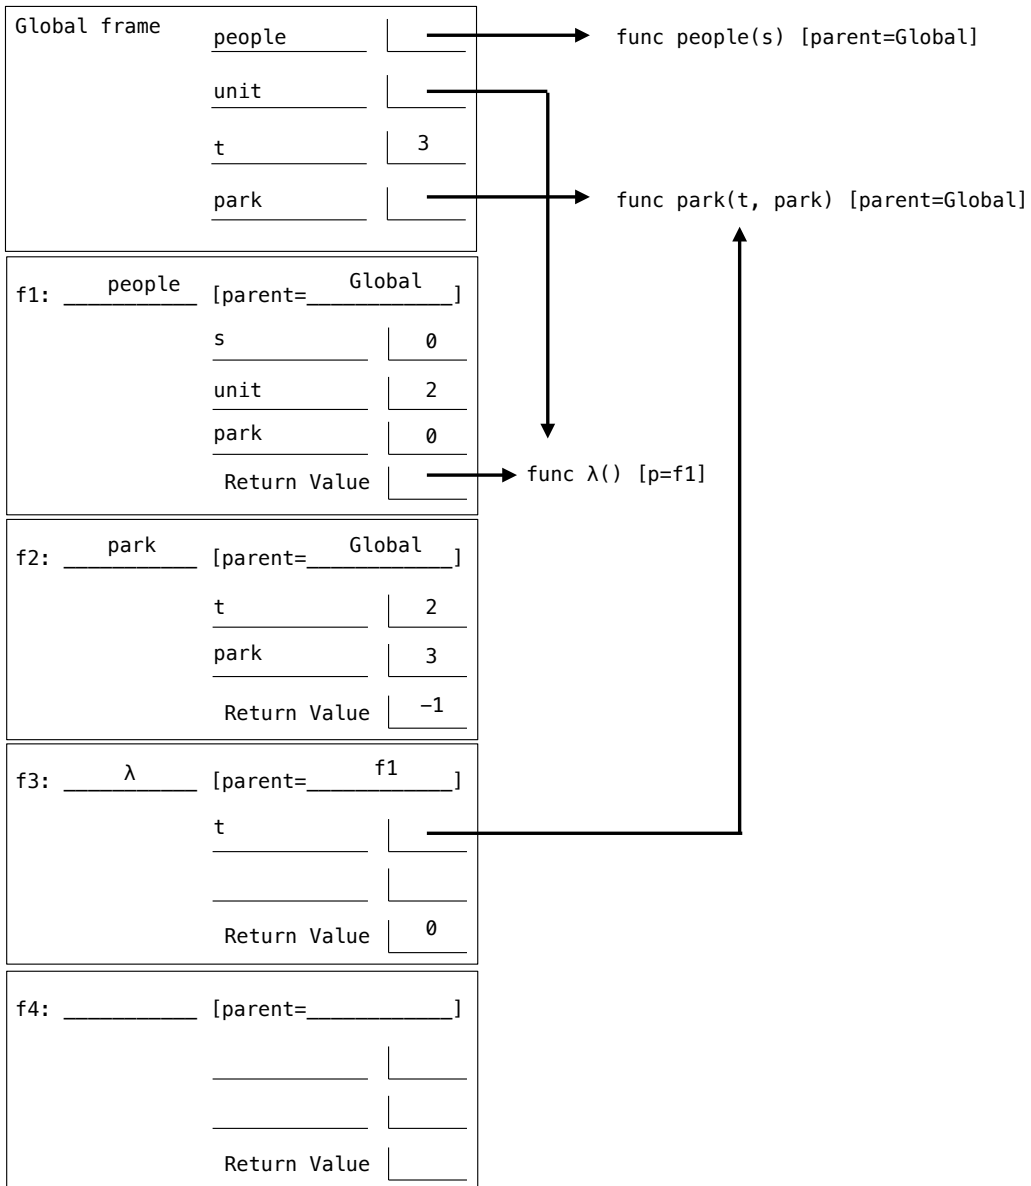 Global frame
people
func people(s) [parent=Global]
unit
t 3
park
func park(t, park) [parent=Global]
f1: people [parent=Global]
s 0
unit 2
park 0
Return Value
func λ() [p=f1]
f2: park [parent=Global]
t 2
park 3
Return Value −1
f3: λ [parent=f1]
t
Return Value 0
f4: ___________ [parent=____________]
Return Value